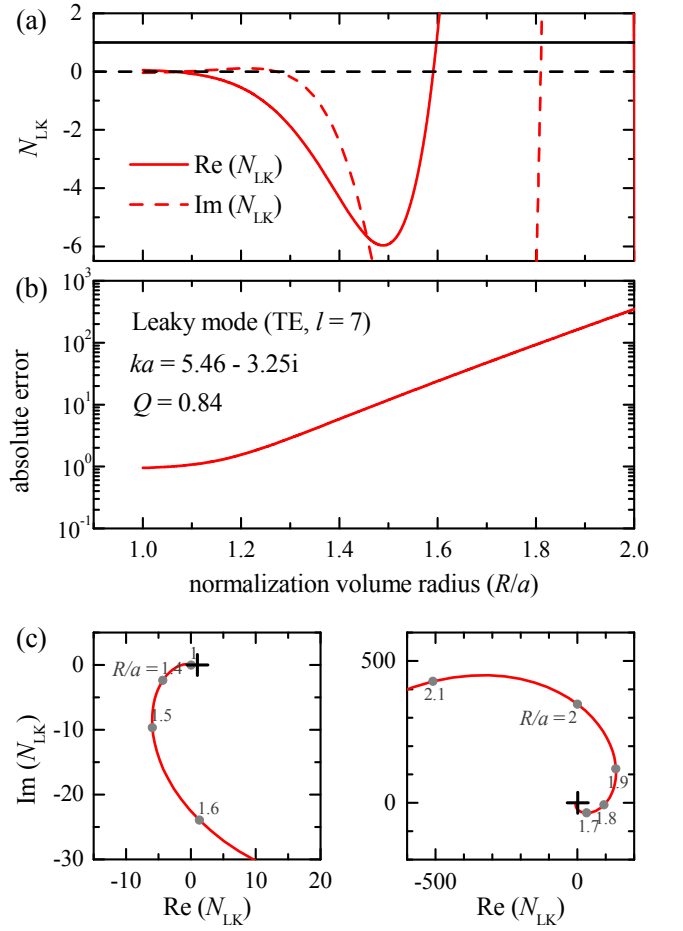 (a)
2
0
-2
-4
-6
N_LK
Re (N_LK)
Im (N_LK)
(b)
10^3
10^2
10^1
10^0
10^-1
absolute error
Leaky mode (TE, l = 7)
ka = 5.46 - 3.25i
Q = 0.84
1.0 1.2 1.4 1.6 1.8 2.0
normalization volume radius (R/a)
(c)
0
-10
-20
-30
Im (N_LK)
R/a = 1.4
1
1.5
1.6
-10 0 10 20
Re (N_LK)
500
0
2.1
R/a = 2
1.9
1.8
1.7
-500 0 500
Re (N_LK)